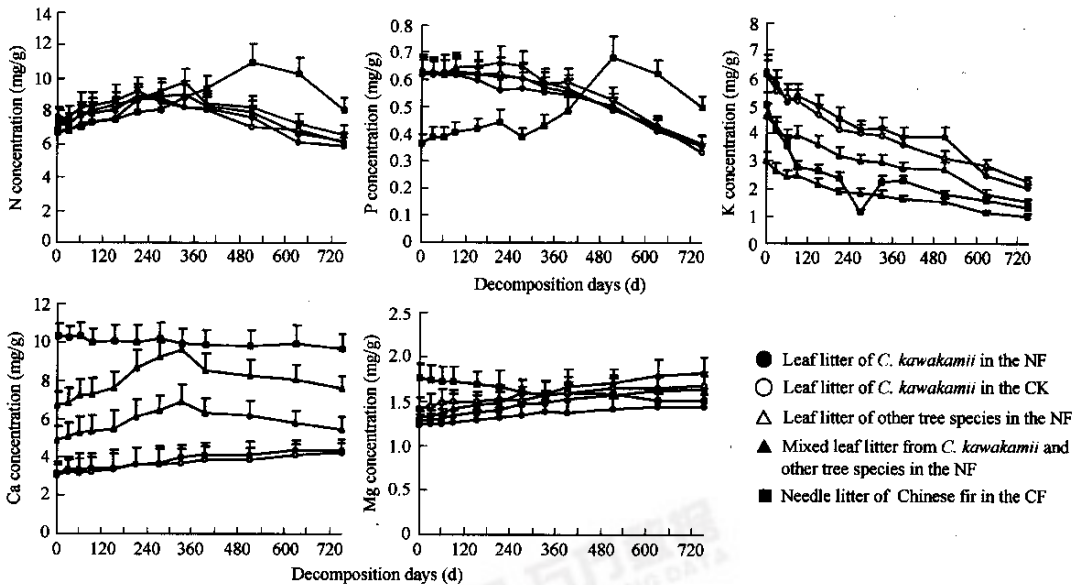 14
12
10
8
6
4
2
0
N concentration (mg/g)
0 120 240 360 480 600 720
0.8
0.7
0.6
0.5
0.4
0.3
0.2
0.1
0
P concentration (mg/g)
0 120 240 360 480 600 720
Decomposition days (d)
8
7
6
5
4
3
2
1
0
K concentration (mg/g)
0 120 240 360 480 600 720
12
10
8
6
4
2
0
Ca concentration (mg/g)
0 120 240 360 480 600 720
Decomposition days (d)
2.5
2.0
1.5
1.0
0.5
0
Mg concentration (mg/g)
0 120 240 360 480 600 720
Leaf litter of C. kawakamii in the NF
Leaf litter of C. kawakamii in the CK
Leaf litter of other tree species in the NF
Mixed leaf litter from C. kawakamii and
other tree species in the NF
Needle litter of Chinese fir in the CF